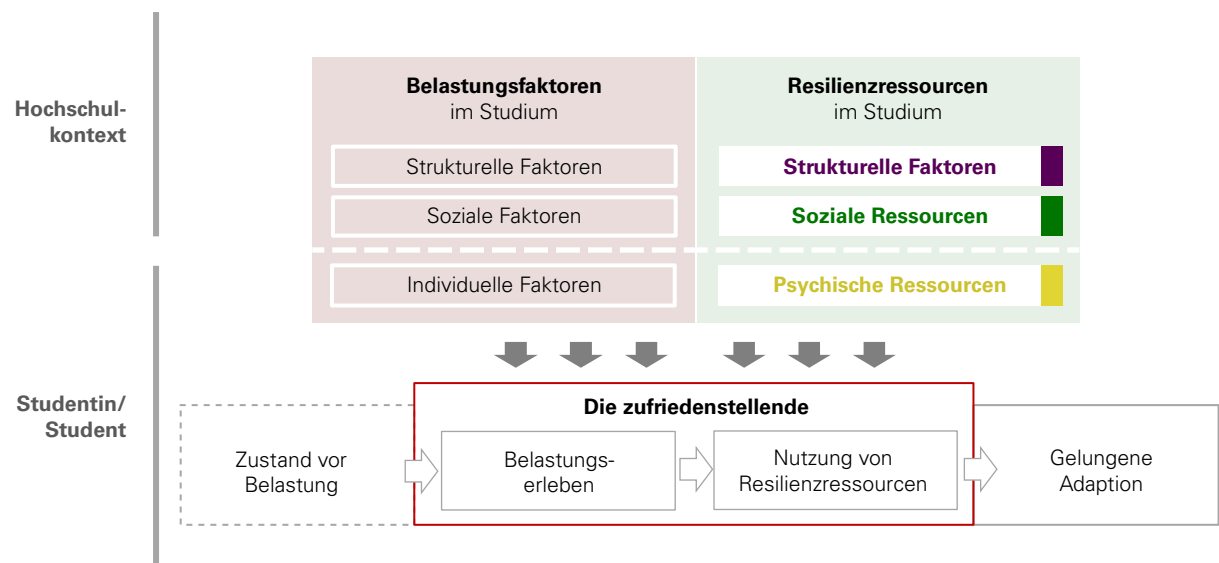 Hochschul-
kontext
Belastungsfaktoren
im Studium
Strukturelle Faktoren
Soziale Faktoren
Individuelle Faktoren
Resilienzressourcen
im Studium
Strukturelle Faktoren
Soziale Ressourcen
Psychische Ressourcen
Studentin/
Student
Die zufriedenstellende
Zustand vor
Belastung
Belastungs-
erleben
Nutzung von
Resilienzressourcen
Gelungene
Adaption